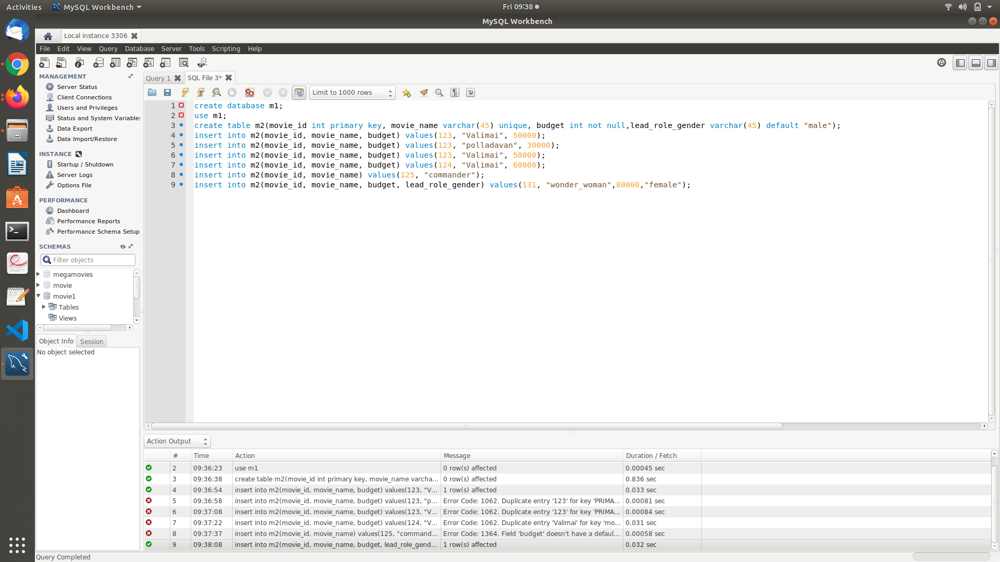 Activities MySQL Workbench Fri 09:38
MySQL Workbench
Local instance 3306
File Edit View Query Database Server Tools Scripting Help
MANAGEMENT
Server Status
Client Connections
Users and Privileges
Status and System Variables
Data Export
Data Import/Restore
INSTANCE
Startup / Shutdown
Server Logs
Options File
PERFORMANCE
Dashboard
Performance Reports
Performance Schema Setup
SCHEMAS
Filter objects
megamovies
movie
movie1
Tables
Views
Object Info Session
No object selected
Query 1 SQL File 3*
Limit to 1000 rows
1 create database m1;
2 use m1;
3 create table m2(movie_id int primary key, movie_name varchar(45) unique, budget int not null,lead_role_gender varchar(45) default "male");
4 insert into m2(movie_id, movie_name, budget) values(123, "Valimai", 50000);
5 insert into m2(movie_id, movie_name, budget) values(123, "polladavan", 30000);
6 insert into m2(movie_id, movie_name, budget) values(123, "Valimai", 50000);
7 insert into m2(movie_id, movie_name, budget) values(124, "Valimai", 60000);
8 insert into m2(movie_id, movie_name) values(125, "commander");
9 insert into m2(movie_id, movie_name, budget, lead_role_gender) values(131, "wonder_woman",80000,"female");
Action Output
# Time Action Message Duration / Fetch
2 09:36:23 use m1 0 row(s) affected 0.00045 sec
3 09:36:38 create table m2(movie_id int primary key, movie_name varcha... 0 row(s) affected 0.836 sec
4 09:36:54 insert into m2(movie_id, movie_name, budget) values(123, "V... 1 row(s) affected 0.033 sec
5 09:36:58 insert into m2(movie_id, movie_name, budget) values(123, "p... Error Code: 1062. Duplicate entry '123' for key 'PRIMA... 0.00081 sec
6 09:37:08 insert into m2(movie_id, movie_name, budget) values(123, "V... Error Code: 1062. Duplicate entry '123' for key 'PRIMA... 0.00084 sec
7 09:37:22 insert into m2(movie_id, movie_name, budget) values(124, "V... Error Code: 1062. Duplicate entry 'Valimai' for key 'mo... 0.031 sec
8 09:37:37 insert into m2(movie_id, movie_name) values(125, "command... Error Code: 1364. Field 'budget' doesn't have a defaul... 0.00058 sec
9 09:38:08 insert into m2(movie_id, movie_name, budget, lead_role_gend... 1 row(s) affected 0.032 sec
Query Completed